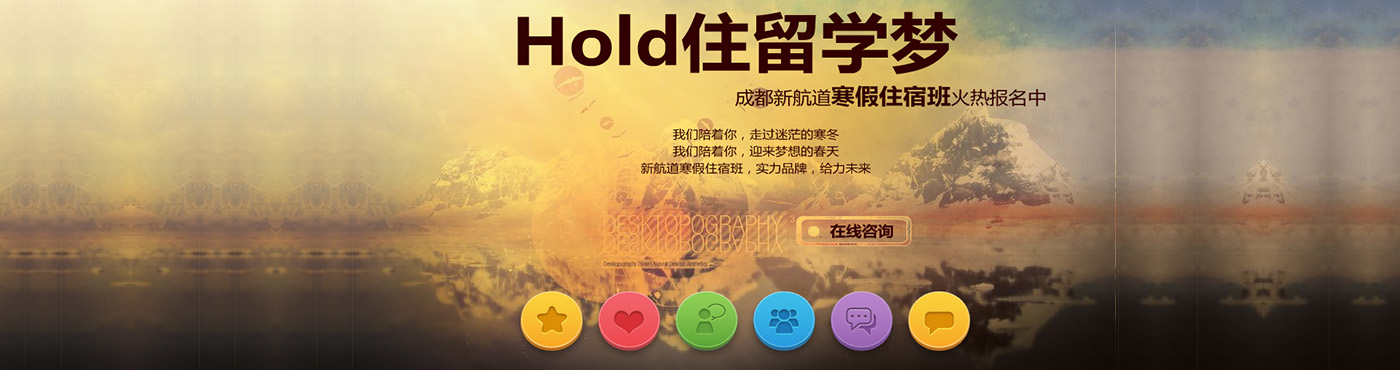 Hold住留学梦
成都新航道寒假住宿班火热报名中
我们陪着你，走过迷茫的寒冬
我们陪着你，迎来梦想的春天
新航道寒假住宿班，实力品牌，给力未来
DESKTOPOGRAPHY
在线咨询